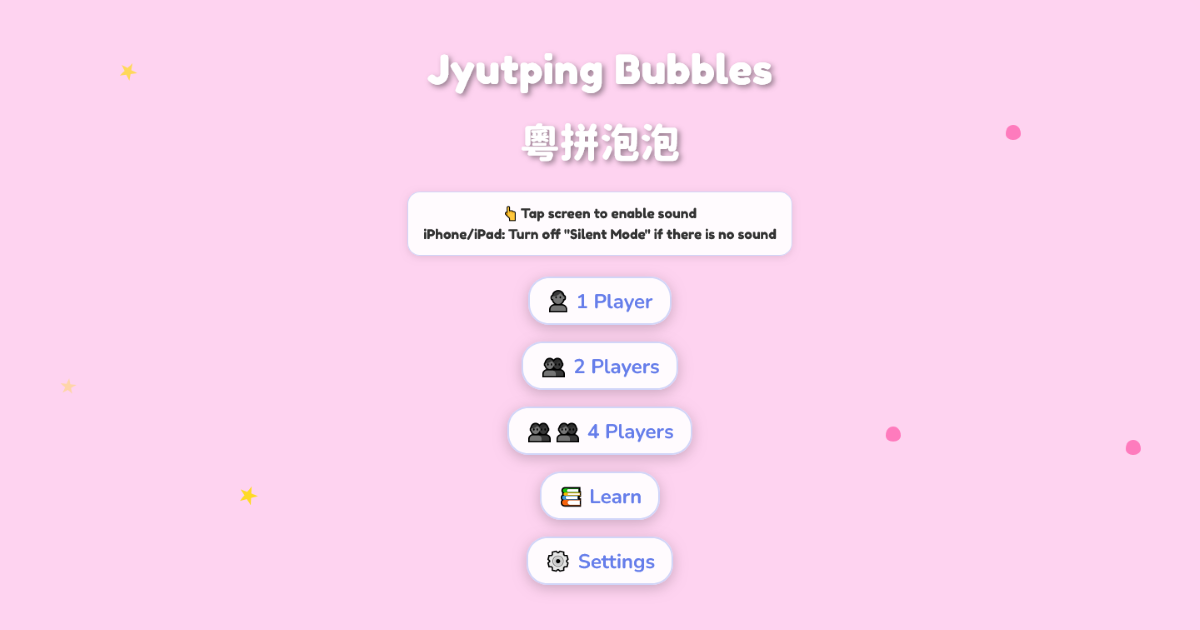 Jyutping Bubbles
粵拼泡泡
👆 Tap screen to enable sound
iPhone/iPad: Turn off "Silent Mode" if there is no sound
1 Player
2 Players
4 Players
Learn
Settings